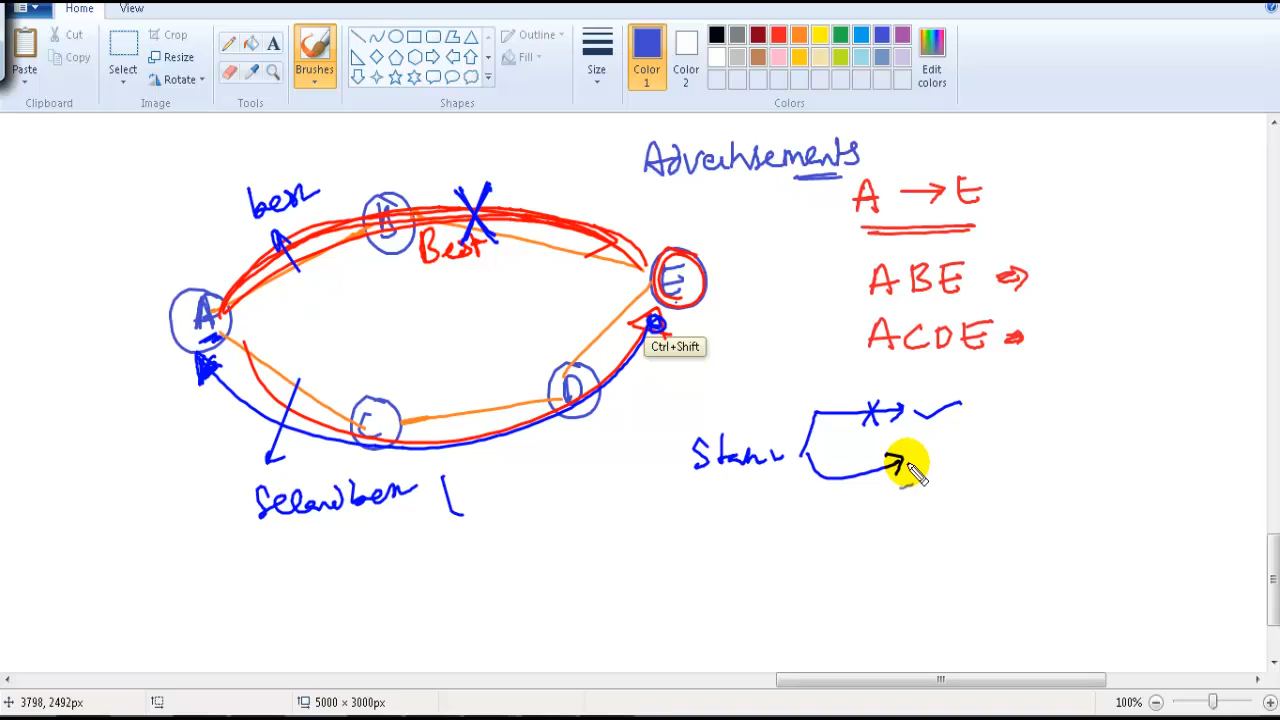 Home View
Cut
Copy
Paste
Clipboard
Select
Crop
Resize
Rotate
Image
A
Tools
Brushes
Shapes
Outline
Fill
Size
Color
1
Color
2
Colors
Edit
colors
Advertisements
A → E
ABE
ACDE
best
B
Best
E
A
C
D
Ctrl+Shift
3798, 2492px
5000 × 3000px
100%